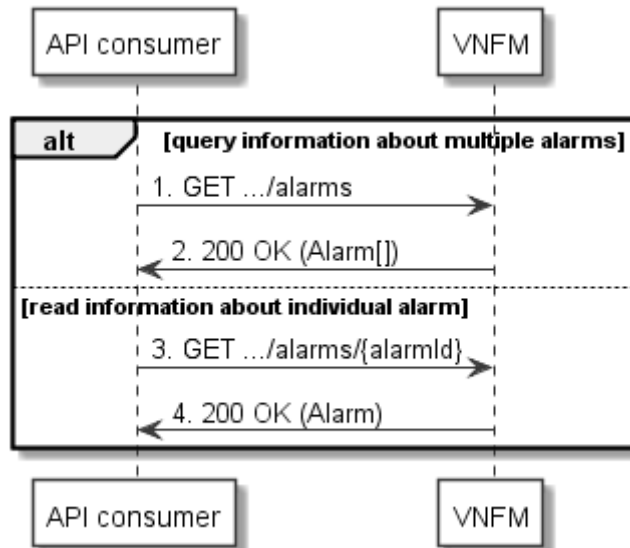 API consumer VNFM
alt [query information about multiple alarms]
1. GET .../alarms
2. 200 OK (Alarm[])
[read information about individual alarm]
3. GET .../alarms/{alarmId}
4. 200 OK (Alarm)
API consumer VNFM